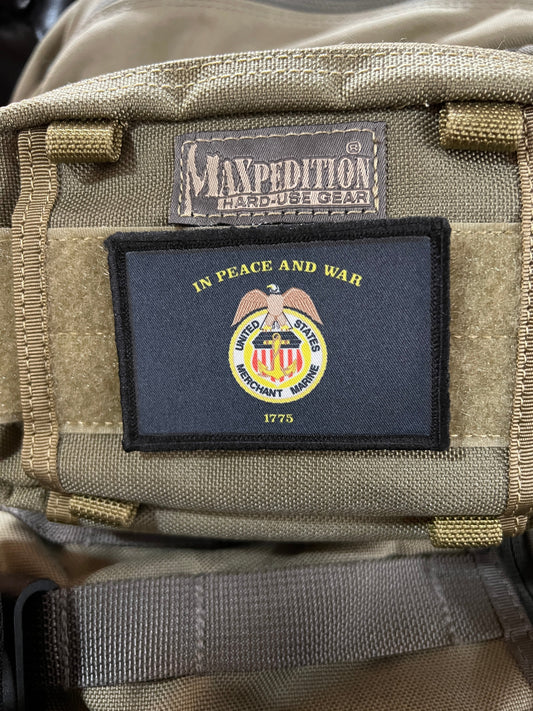 MAXPEDITION®
HARD-USE GEAR
IN PEACE AND WAR
UNITED STATES
MERCHANT MARINE
1775